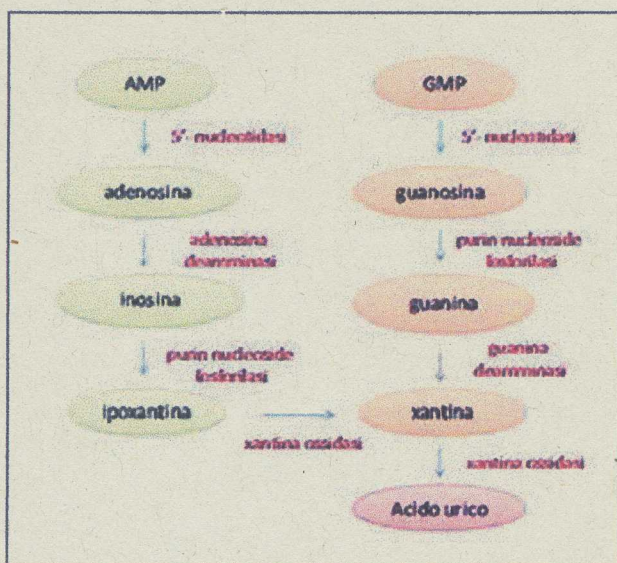 AMP
GMP
5'- nucleotidasi
5'- nucleotidasi
adenosina
guanosina
adenosina
deamminasi
purin nucleoside
fosforilasi
inosina
guanina
purin nucleoside
fosforilasi
guanina
deamminasi
ipoxantina
xantina
xantina ossidasi
xantina ossidasi
Acido urico